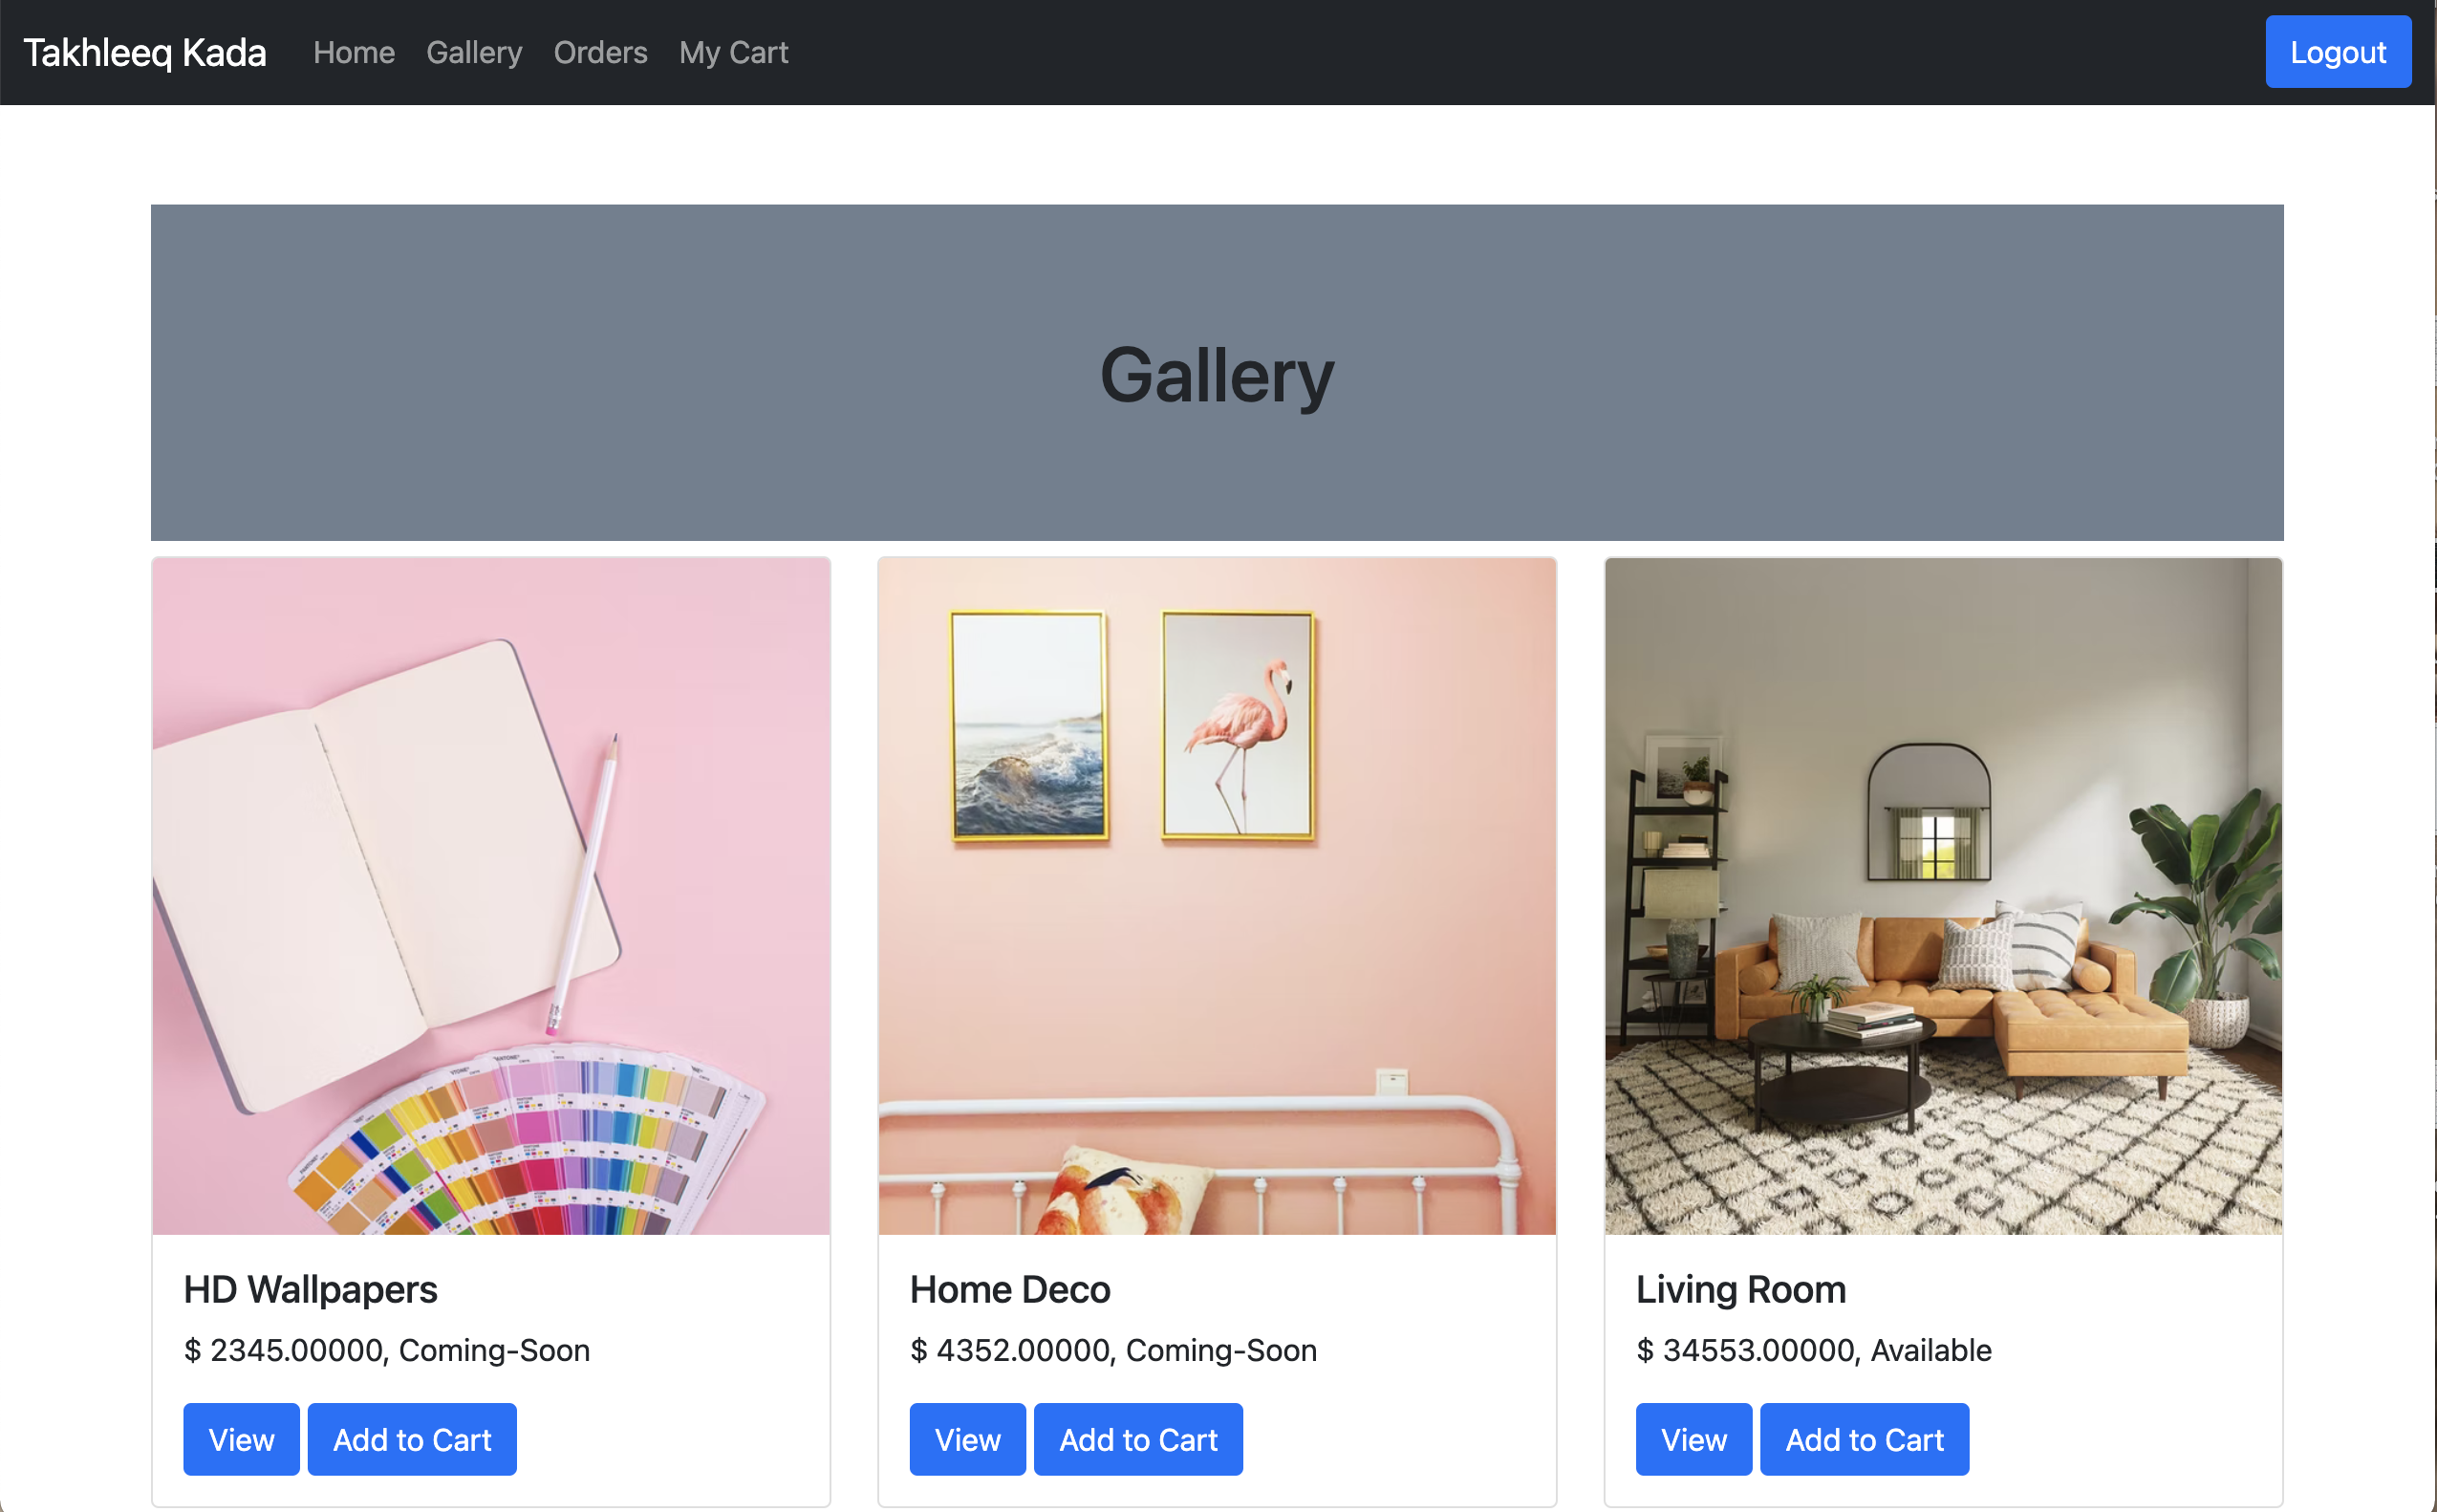 Takhleeq Kada Home Gallery Orders My Cart Logout
Gallery
HD Wallpapers
$ 2345.00000, Coming-Soon
View Add to Cart
Home Deco
$ 4352.00000, Coming-Soon
View Add to Cart
Living Room
$ 34553.00000, Available
View Add to Cart